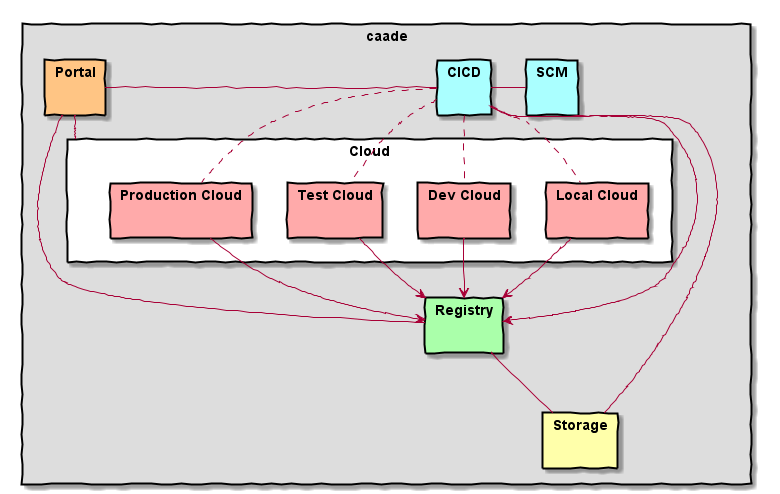 caade
Portal
CICD
SCM
Cloud
Production Cloud
Test Cloud
Dev Cloud
Local Cloud
Registry
Storage